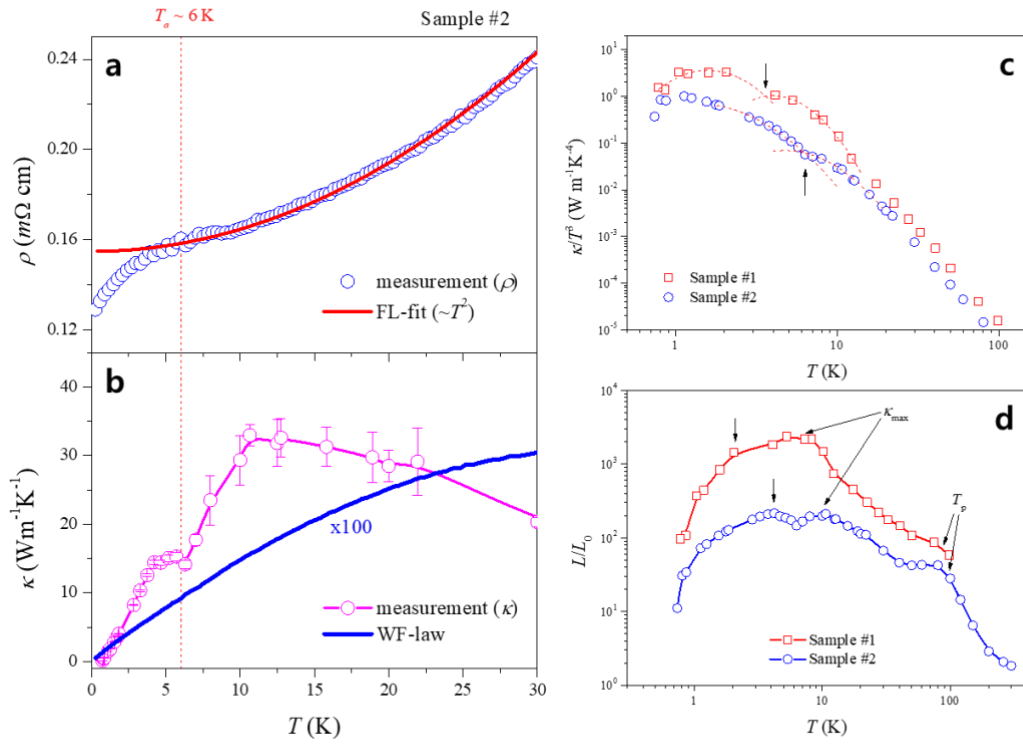 Tₐ ~ 6 K
Sample #2
a
0.24
0.20
0.16
0.12
ρ (mΩ cm)
measurement (ρ)
FL-fit (~T²)
b
40
30
20
10
0
κ (Wm⁻¹K⁻¹)
x100
measurement (κ)
WF-law
0 5 10 15 20 25 30
T (K)
c
10¹
10⁰
10⁻¹
10⁻²
10⁻³
10⁻⁴
10⁻⁵
κ/T³ (W m⁻¹K⁻⁴)
Sample #1
Sample #2
1 10 100
T (K)
d
10⁴
10³
10²
10¹
10⁰
L/L₀
κmax
Tₚ
Sample #1
Sample #2
1 10 100
T (K)